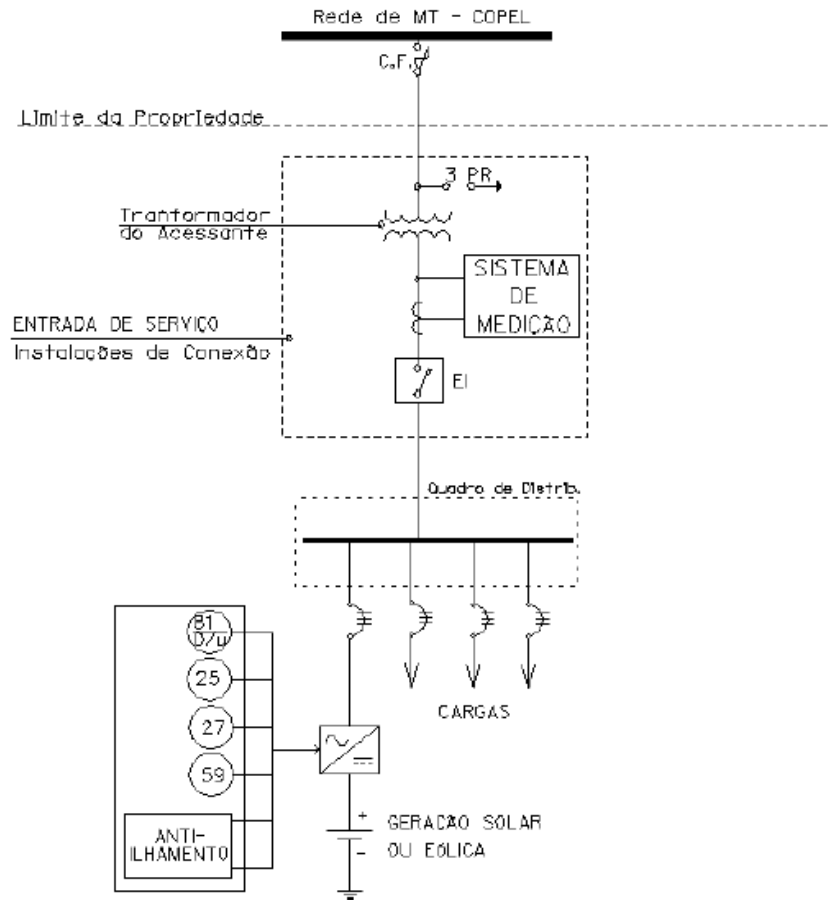 Rede de MT - COPEL
C.F.
Limite da Propriedade
3 PR
Tranformador
do Acessante
SISTEMA
DE
MEDIÇÃO
ENTRADA DE SERVIÇO
Instalações de Conexão
EI
Quadro de Distrib.
81
O/u
25
27
59
CARGAS
ANTI-
ILHAMENTO
+
GERAÇÃO SOLAR
-
OU EÓLICA